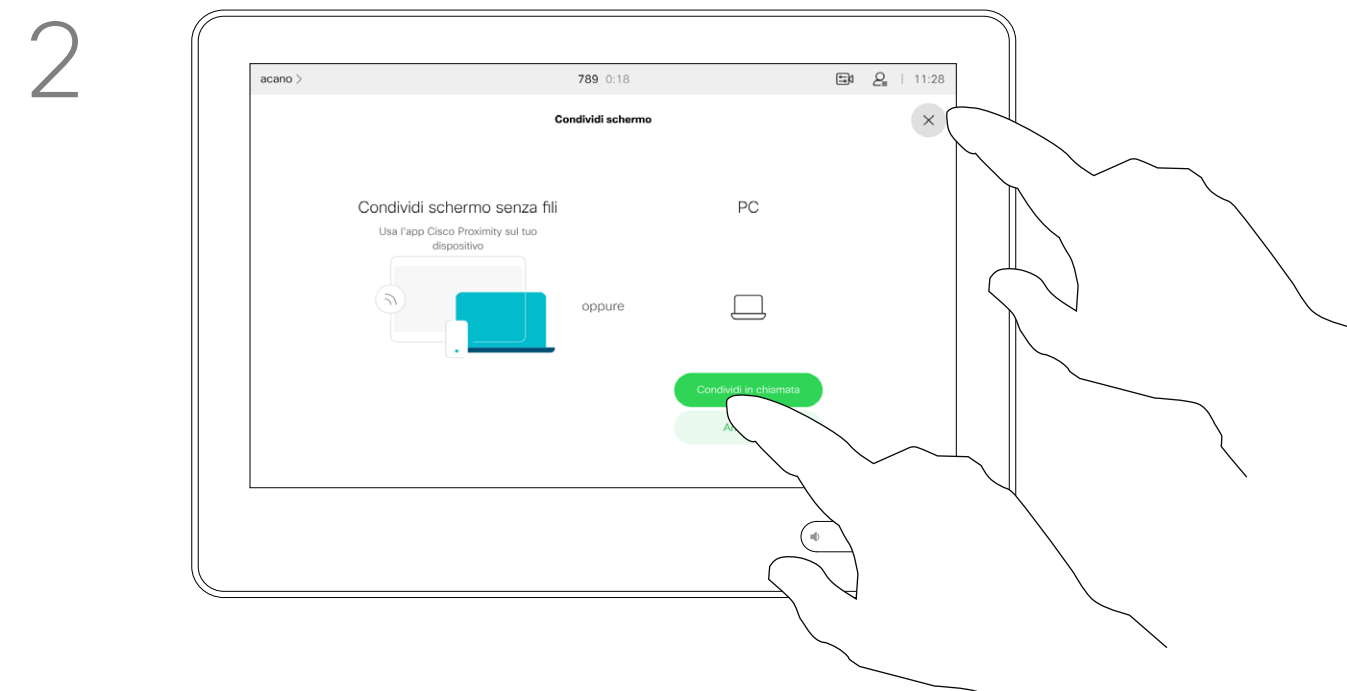 2
acano >
789 0:18
11:28
Condividi schermo
Condividi schermo senza fili
Usa l'app Cisco Proximity sul tuo
dispositivo
oppure
PC
Condividi in chiamata